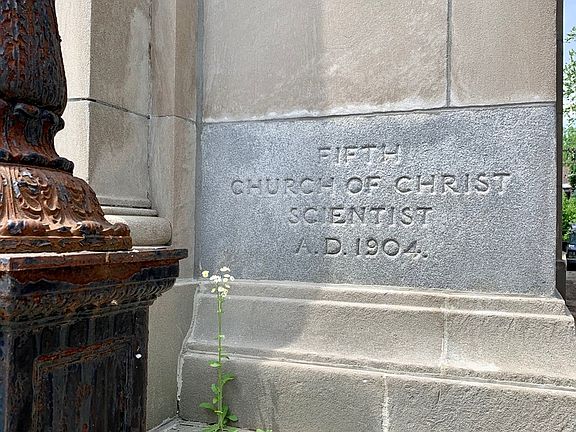 FIFTH
CHURCH OF CHRIST
SCIENTIST
A.D. 1904.